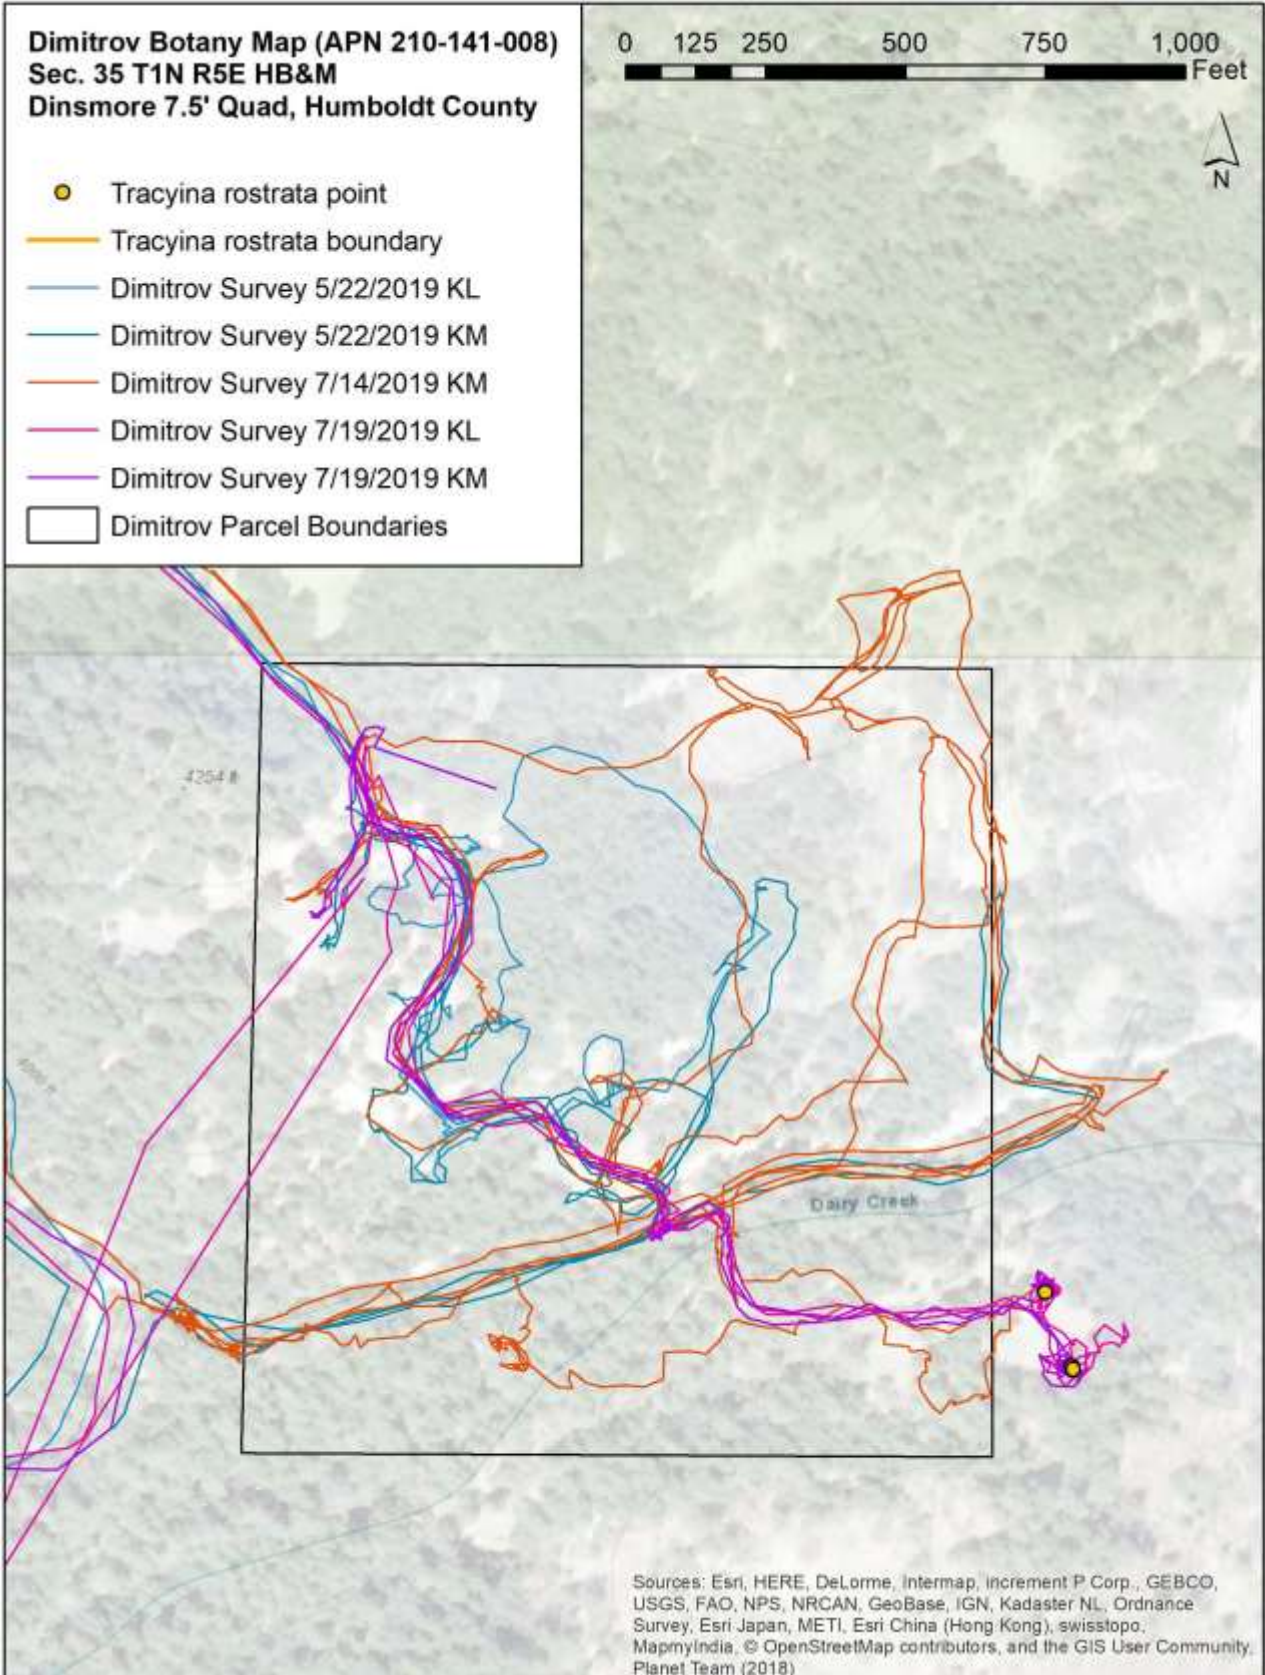 Dimitrov Botany Map (APN 210-141-008)
Sec. 35 T1N R5E HB&M
Dinsmore 7.5' Quad, Humboldt County
Tracyina rostrata point
Tracyina rostrata boundary
Dimitrov Survey 5/22/2019 KL
Dimitrov Survey 5/22/2019 KM
Dimitrov Survey 7/14/2019 KM
Dimitrov Survey 7/19/2019 KL
Dimitrov Survey 7/19/2019 KM
Dimitrov Parcel Boundaries
0 125 250 500 750 1,000
Feet
N
4254 ft
Dairy Creek
Sources: Esri, HERE, DeLorme, Intermap, increment P Corp., GEBCO,
USGS, FAO, NPS, NRCAN, GeoBase, IGN, Kadaster NL, Ordnance
Survey, Esri Japan, METI, Esri China (Hong Kong), swisstopo,
MapmyIndia, © OpenStreetMap contributors, and the GIS User Community,
Planet Team (2018)